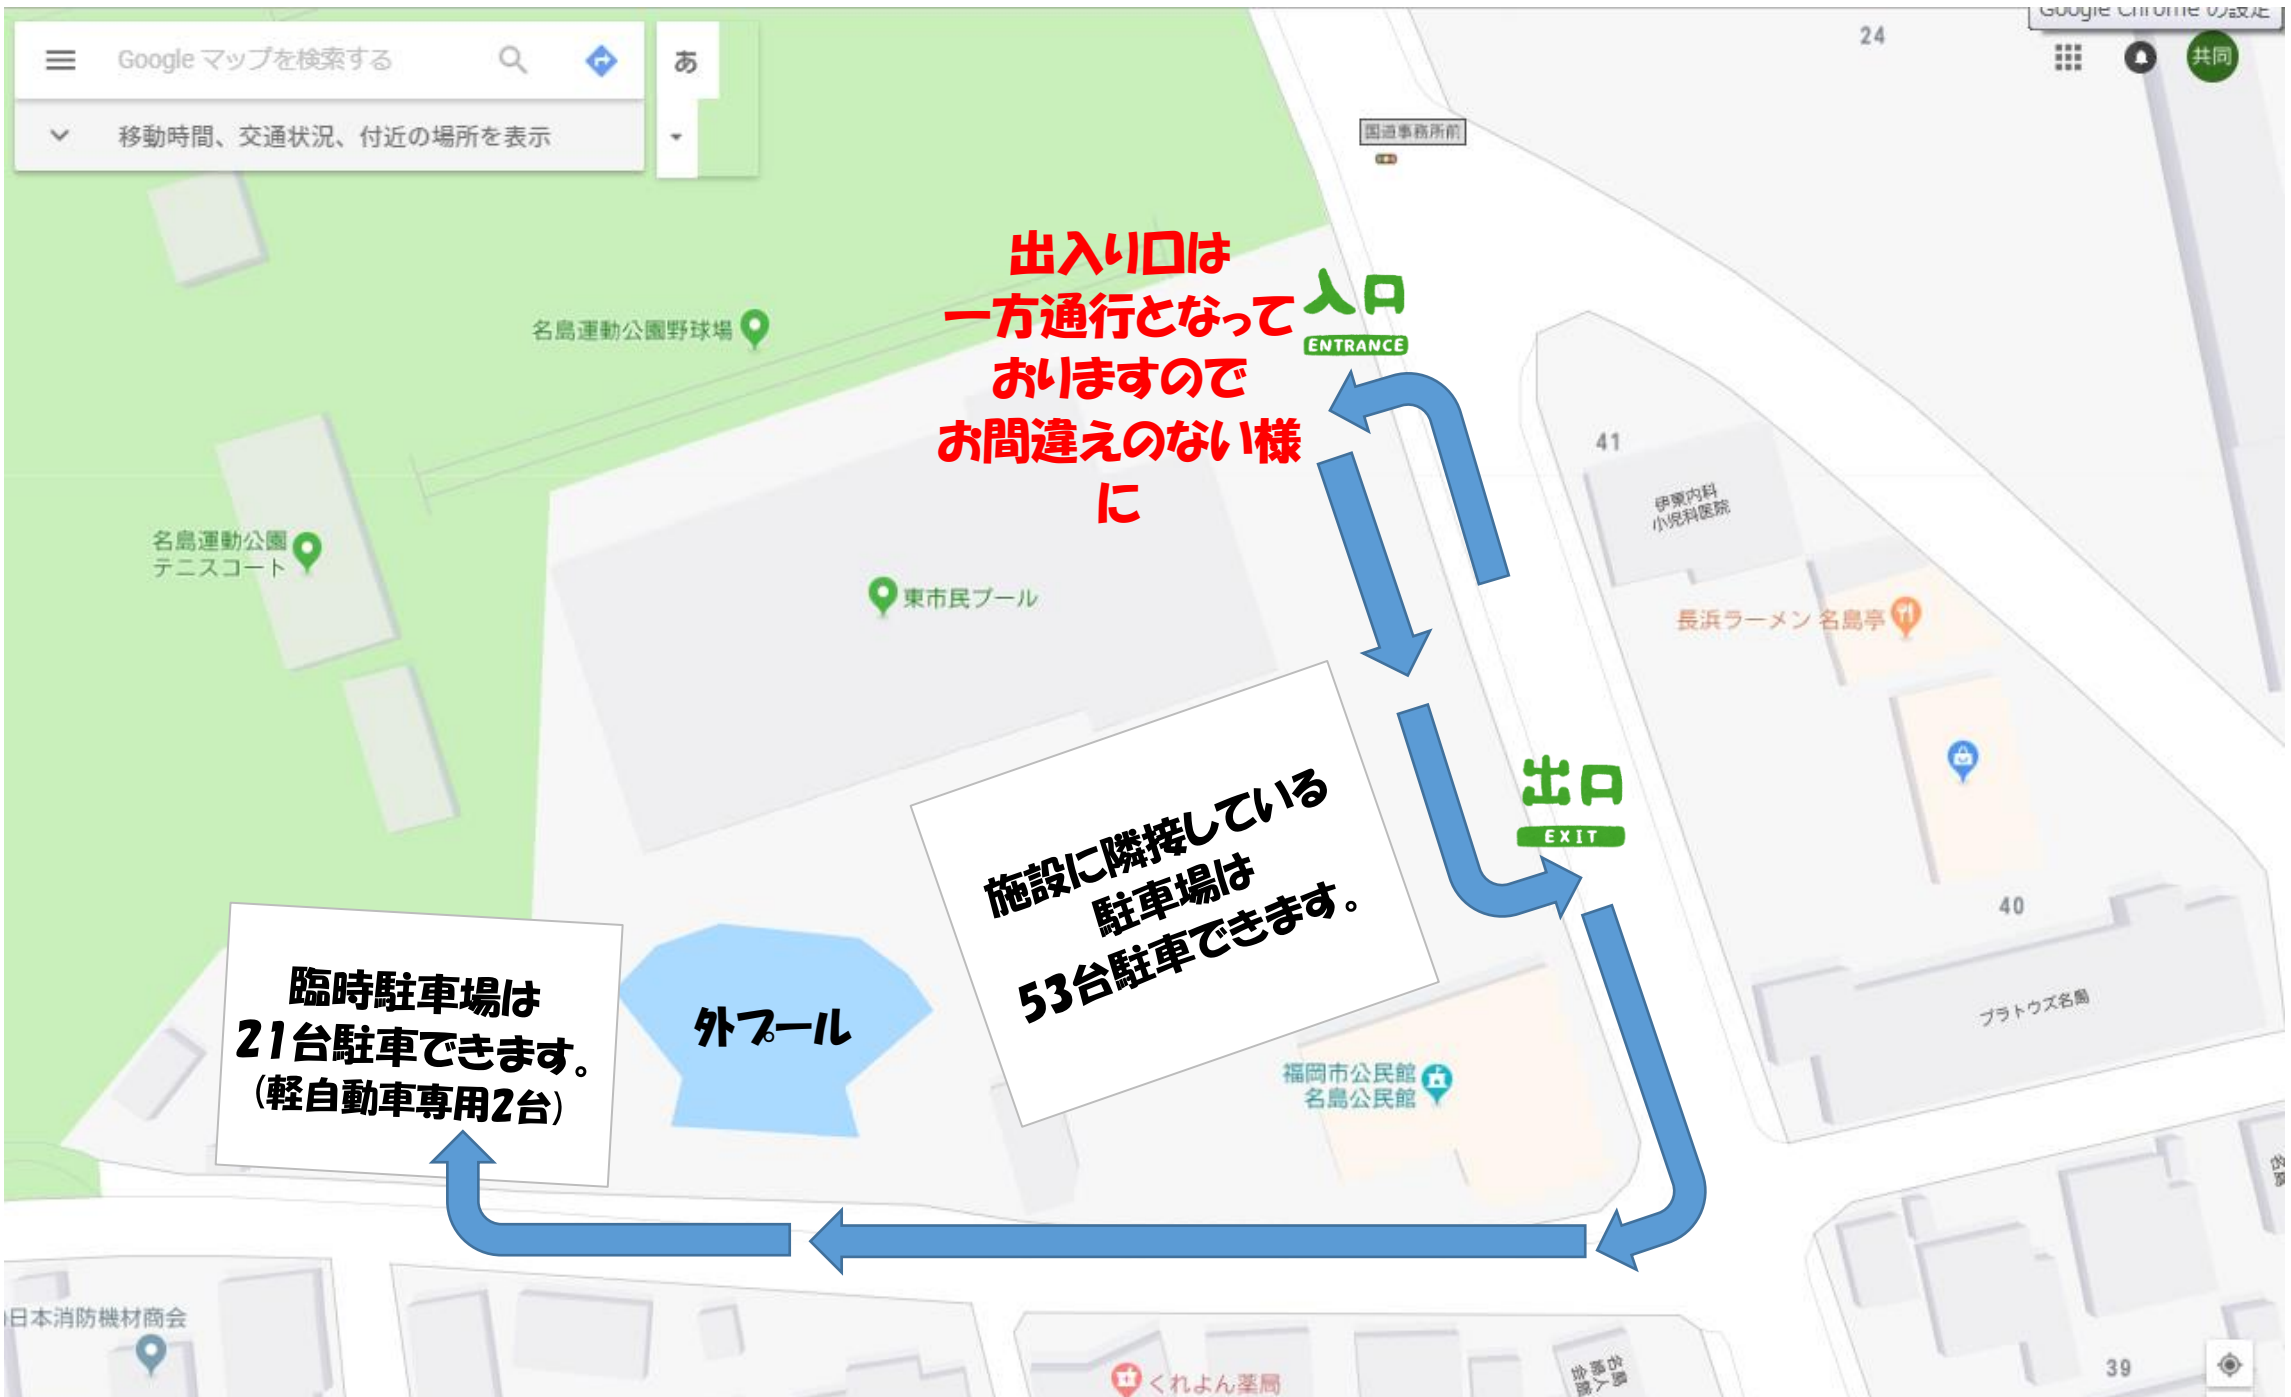 Google Chrome の設定
Google マップを検索する
あ
移動時間、交通状況、付近の場所を表示
24
共同
国道事務所前
出入り口は
一方通行となって
おりますので
お間違えのない様
に
入口
ENTRANCE
名島運動公園野球場
41
伊東内科
小児科医院
名島運動公園
テニスコート
東市民プール
長浜ラーメン 名島亭
出口
EXIT
施設に隣接している
駐車場は
53台駐車できます。
40
臨時駐車場は
21台駐車できます。
(軽自動車専用2台)
外プール
プラトウズ名島
福岡市公民館
名島公民館
名島
日本消防機材商会
くれよん薬局
39